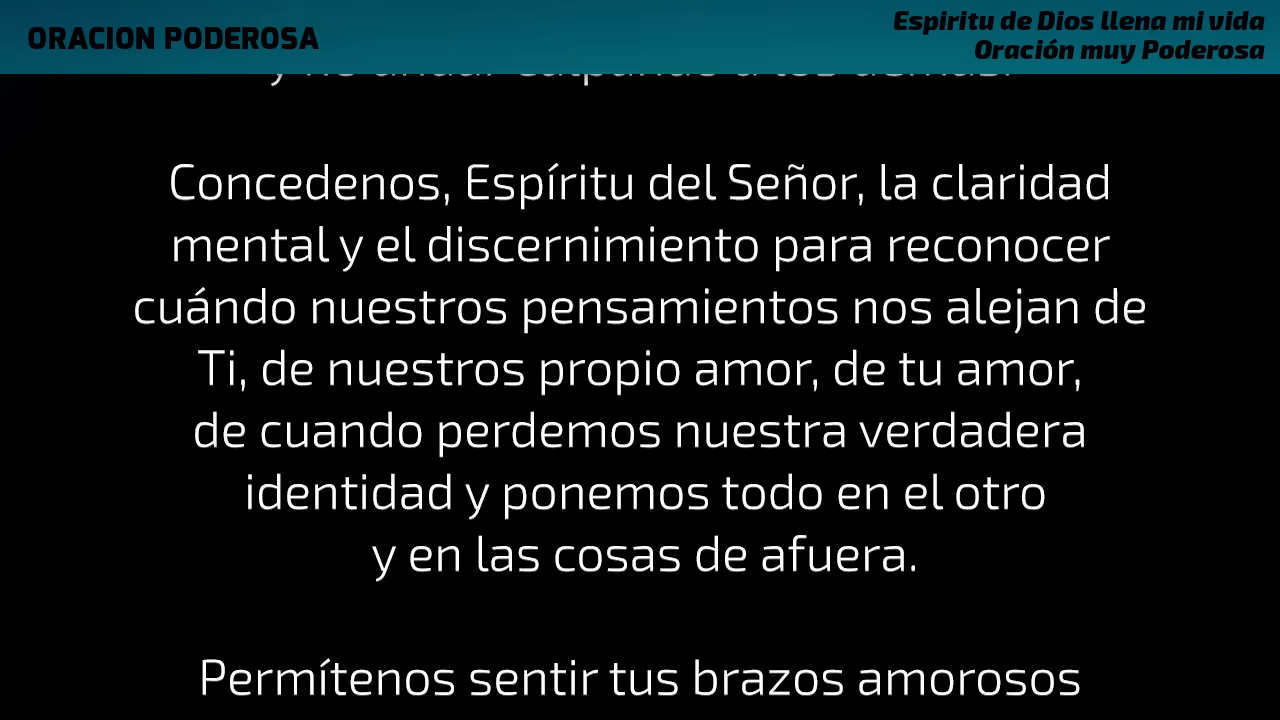 ORACION PODEROSA
Espiritu de Dios llena mi vida
Oración muy Poderosa
Concedenos, Espíritu del Señor, la claridad
mental y el discernimiento para reconocer
cuándo nuestros pensamientos nos alejan de
Ti, de nuestros propio amor, de tu amor,
de cuando perdemos nuestra verdadera
identidad y ponemos todo en el otro
y en las cosas de afuera.
Permítenos sentir tus brazos amorosos